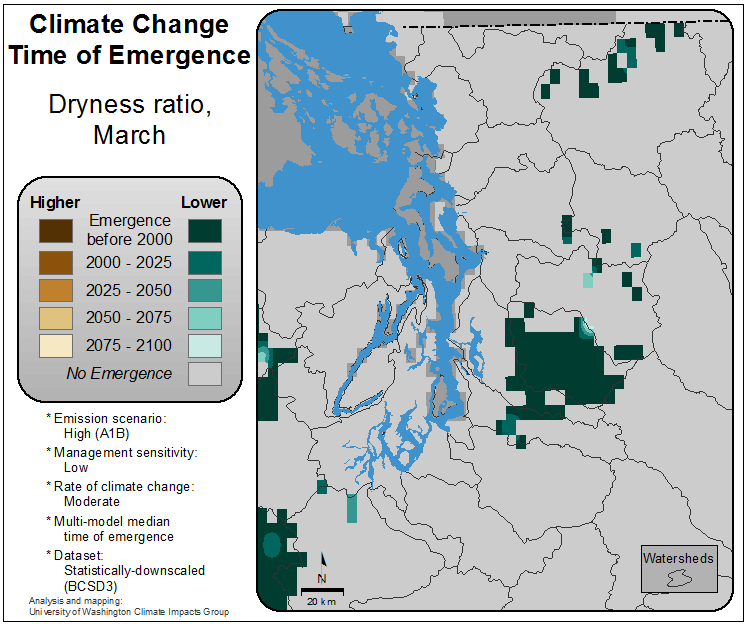 Climate Change
Time of Emergence
Dryness ratio,
March
Higher
Lower
Emergence
before 2000
2000 - 2025
2025 - 2050
2050 - 2075
2075 - 2100
No Emergence
* Emission scenario:
High (A1B)
* Management sensitivity:
Low
* Rate of climate change:
Moderate
* Multi-model median
time of emergence
* Dataset:
Statistically-downscaled
(BCSD3)
Analysis and mapping:
University of Washington Climate Impacts Group
N
20 km
Watersheds